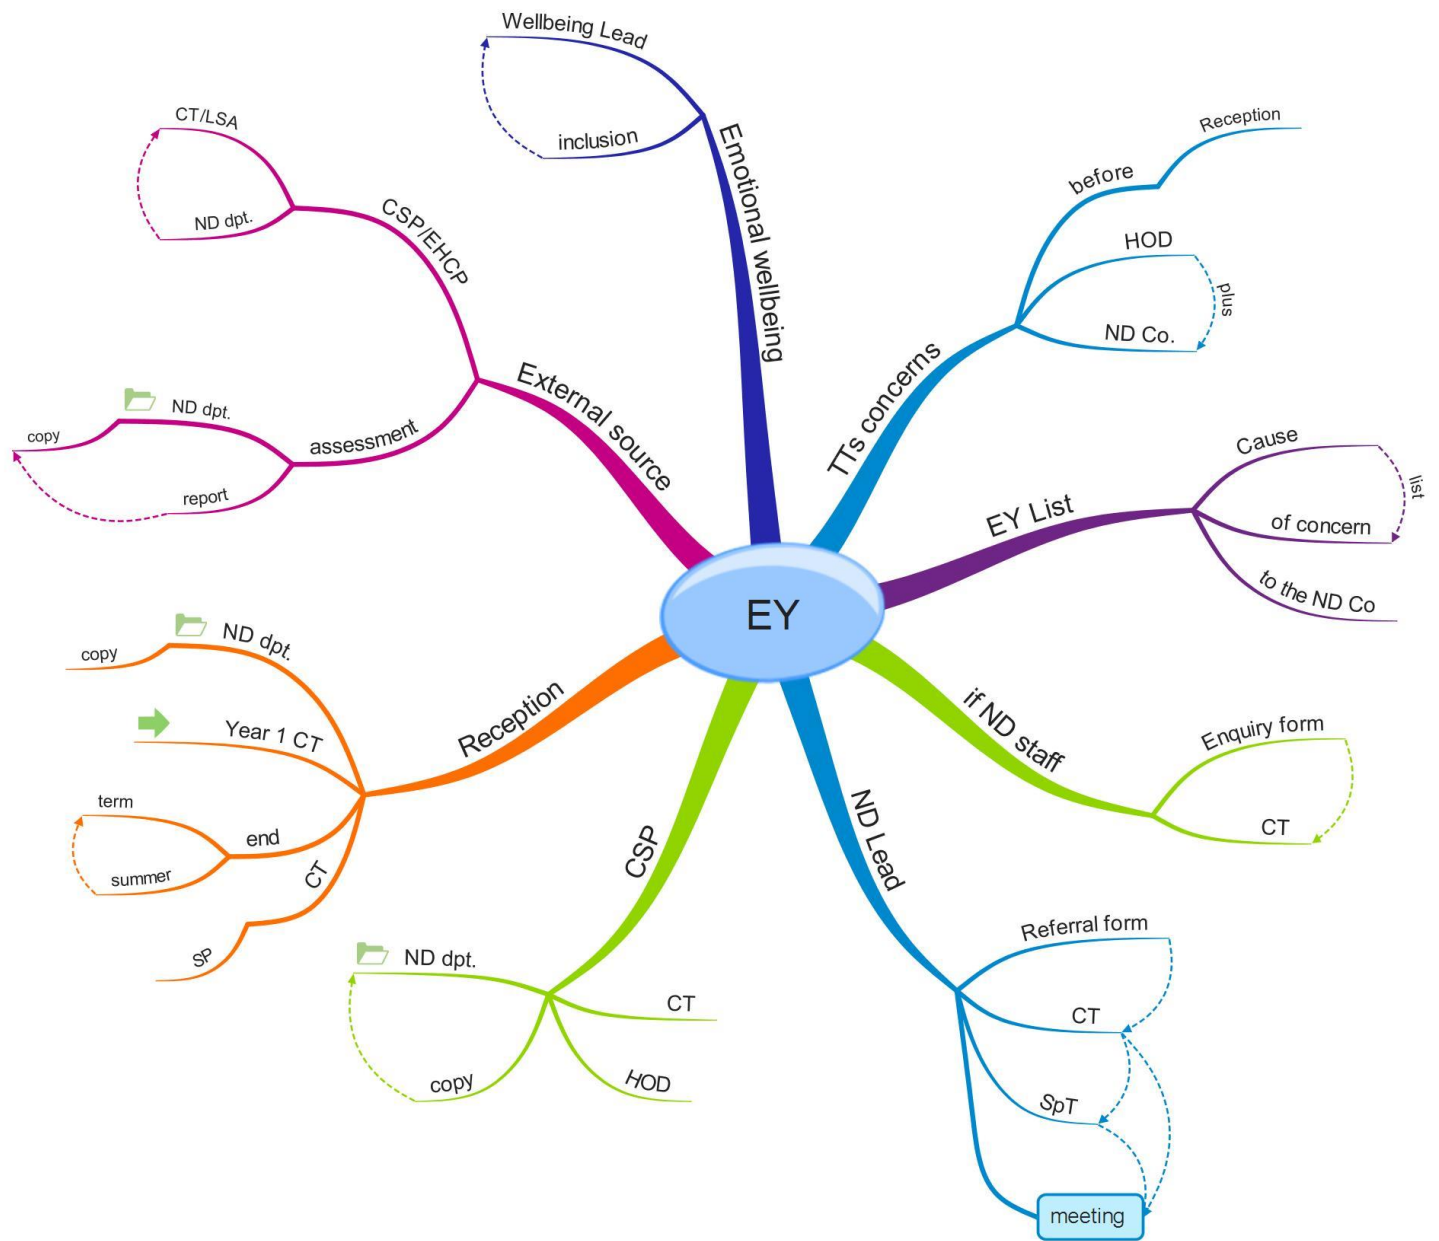 EY
Emotional wellbeing
Wellbeing Lead
inclusion
TTs concerns
before
Reception
HOD
plus
ND Co.
EY List
Cause
list
of concern
to the ND Co
if ND staff
Enquiry form
CT
ND Lead
Referral form
CT
SpT
meeting
CSP
CT
HOD
copy
ND dpt.
Reception
CT
SP
end
summer
term
Year 1 CT
ND dpt.
copy
External source
assessment
report
ND dpt.
copy
CSP/EHCP
ND dpt.
CT/LSA